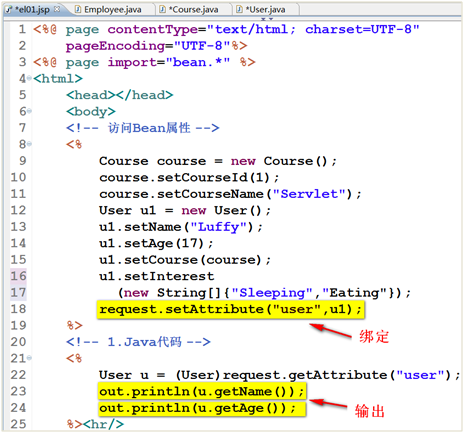 *el01.jsp Employee.java *Course.java *User.java
1 <%@ page contentType="text/html; charset=UTF-8"
2 pageEncoding="UTF-8"%>
3 <%@ page import="bean.*" %>
4 <html>
5 <head></head>
6 <body>
7 <!-- 访问Bean属性 -->
8 <%
9 Course course = new Course();
10 course.setCourseId(1);
11 course.setCourseName("Servlet");
12 User u1 = new User();
13 u1.setName("Luffy");
14 u1.setAge(17);
15 u1.setCourse(course);
16 u1.setInterest
17 (new String[]{"Sleeping","Eating"});
18 request.setAttribute("user",u1);
19 %>
绑定
20 <!-- 1.Java代码 -->
21 <%
22 User u = (User)request.getAttribute("user");
23 out.println(u.getName());
24 out.println(u.getAge());
输出
25 %><hr/>